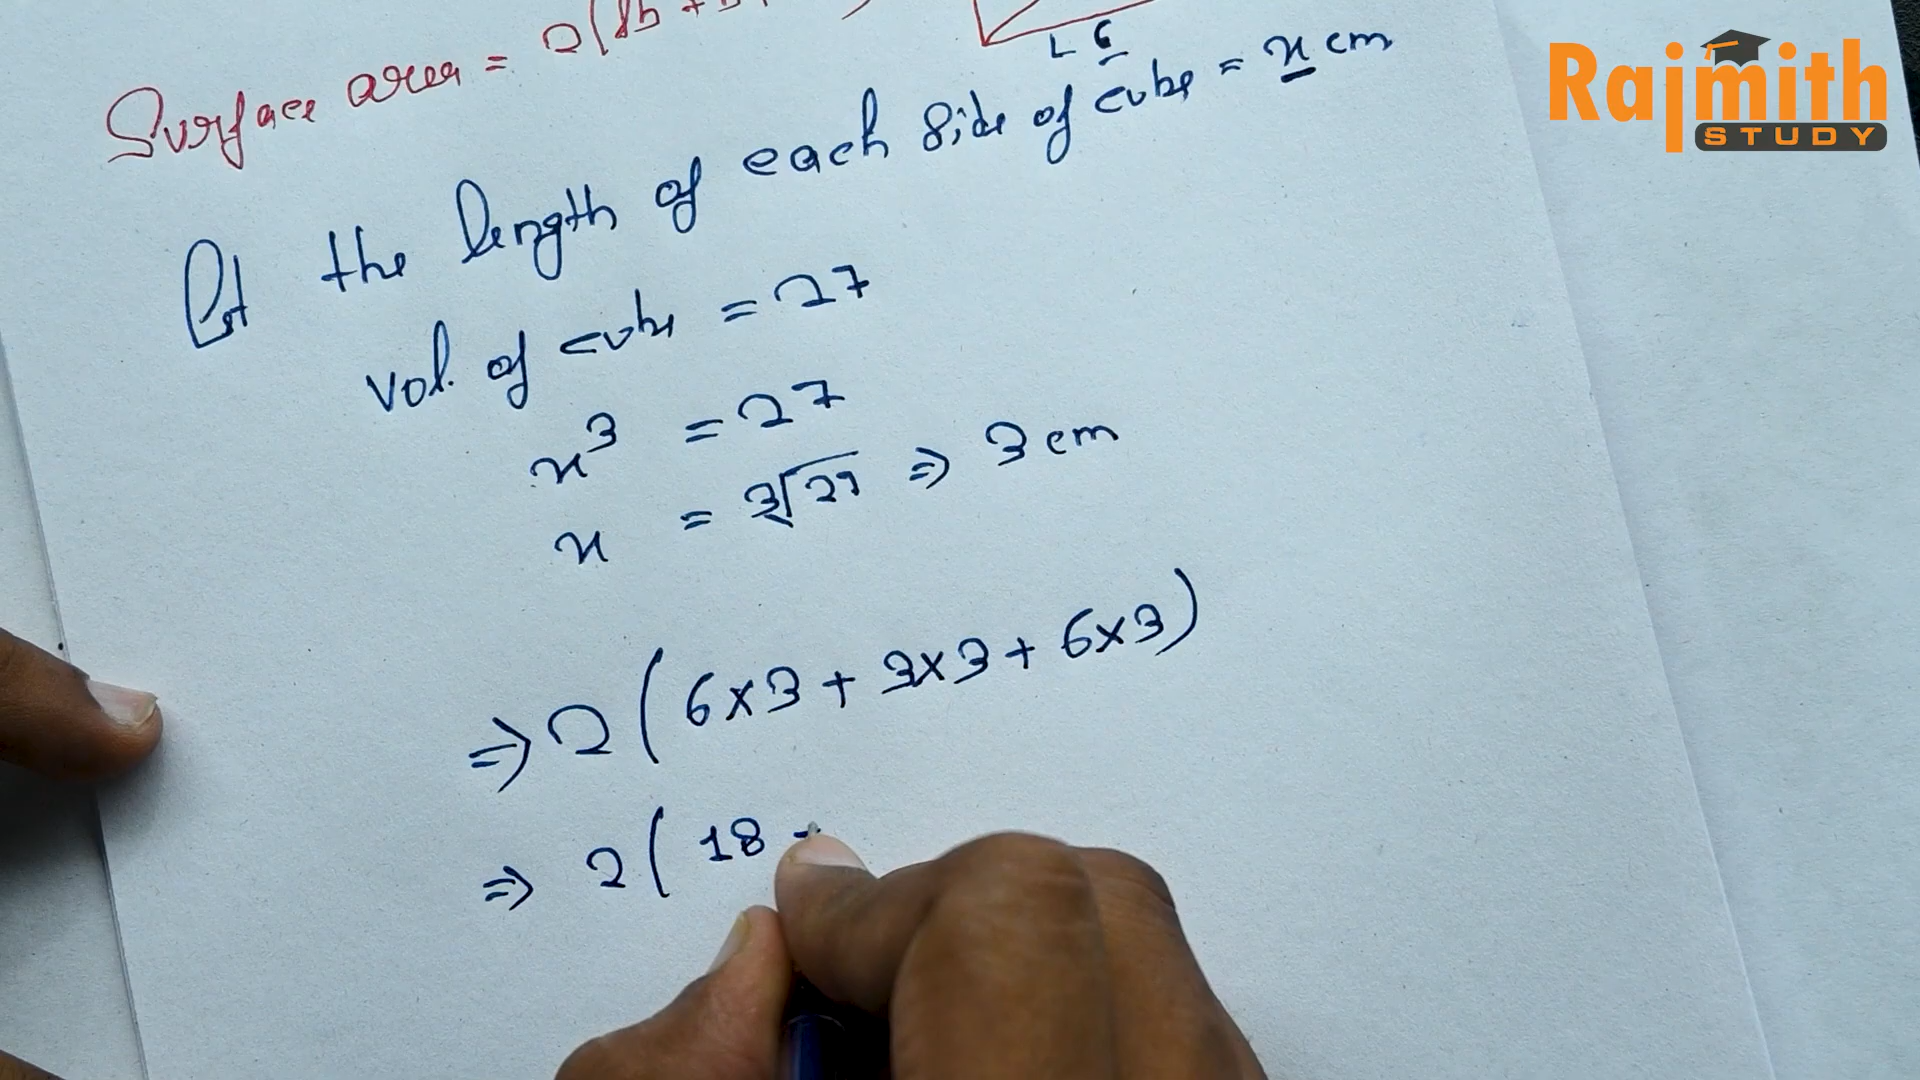 Surface area = 2(lb + b
L 6
Let the length of each side of cube = x cm
Vol. of cube = 27
x³ = 27
x = ∛27 ⇒ 3 cm
⇒ 2 ( 6×3 + 3×3 + 6×3 )
⇒ 2 ( 18 +
Rajmith
STUDY